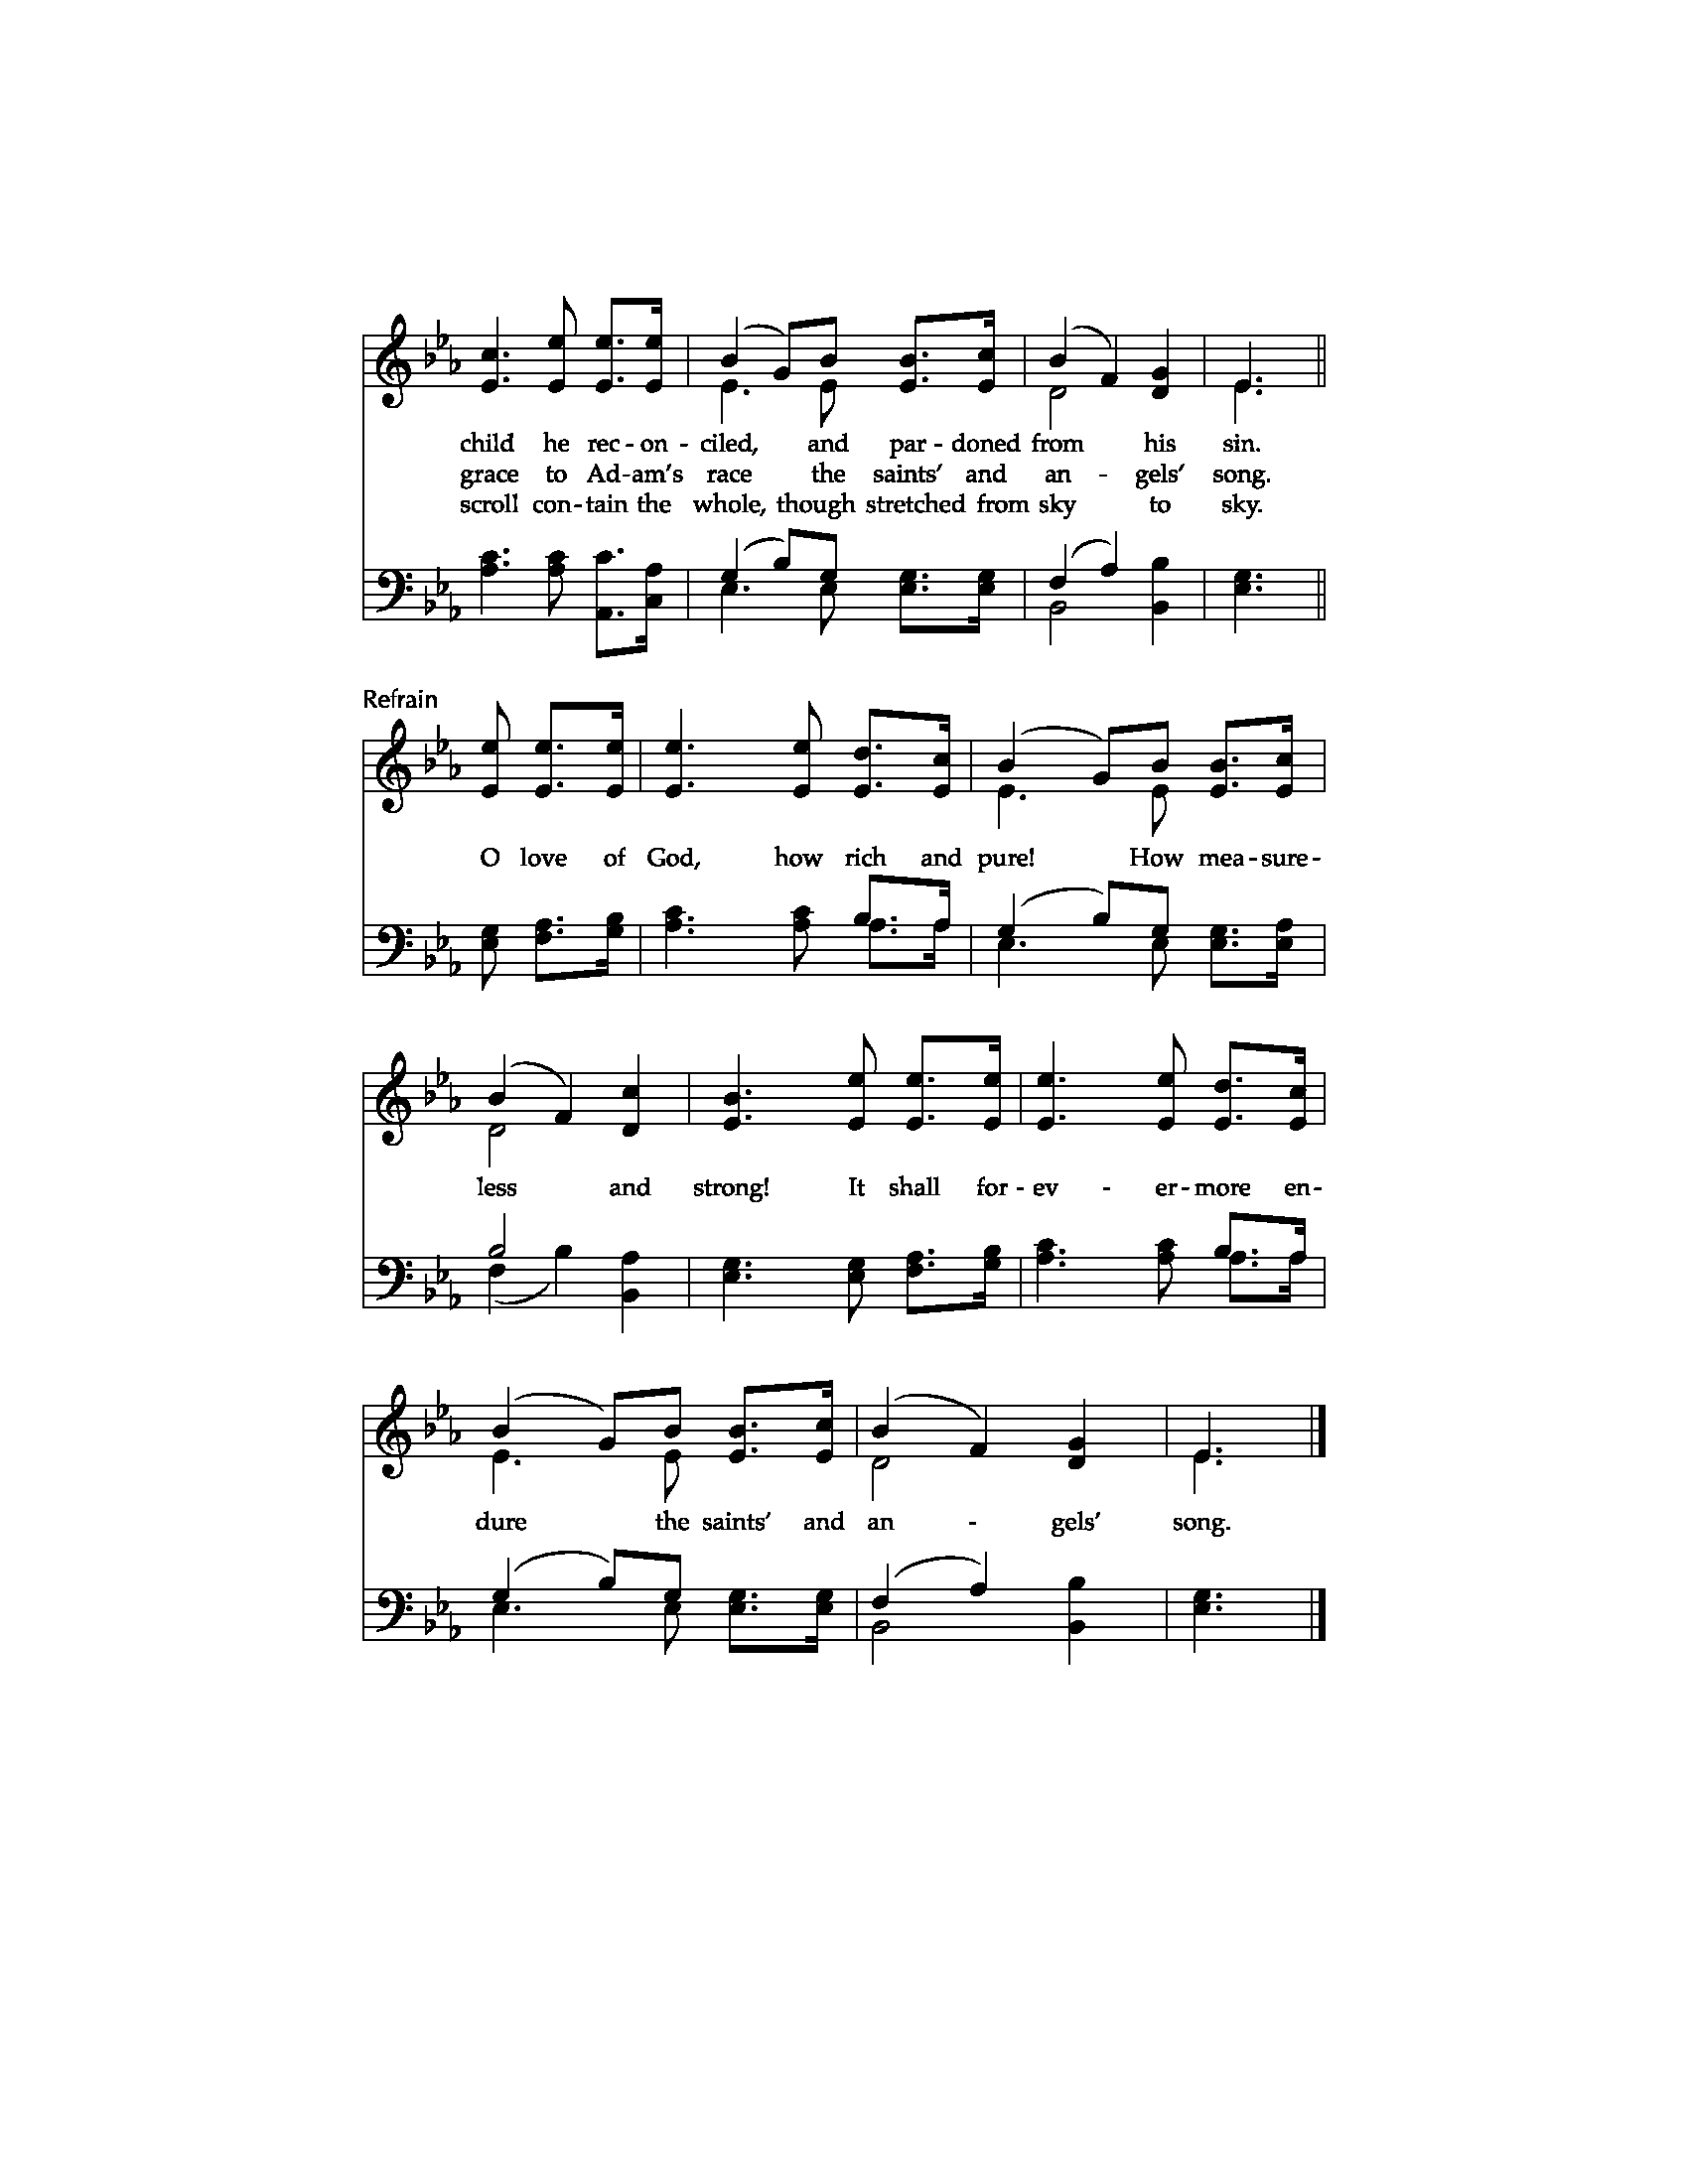 child he rec - on - ciled, and par - doned from his sin.
grace to Ad - am's race the saints' and an - gels' song.
scroll con - tain the whole, though stretched from sky to sky.
Refrain
O love of God, how rich and pure! How mea - sure -
less and strong! It shall for - ev - er - more en -
dure the saints' and an - gels' song.